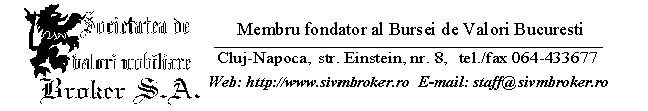 Societatea de
valori mobiliare
Broker S.A.
Membru fondator al Bursei de Valori Bucuresti
Cluj-Napoca, str. Einstein, nr. 8, tel./fax 064-433677
Web: http://www.sivmbroker.ro E-mail: staff@sivmbroker.ro